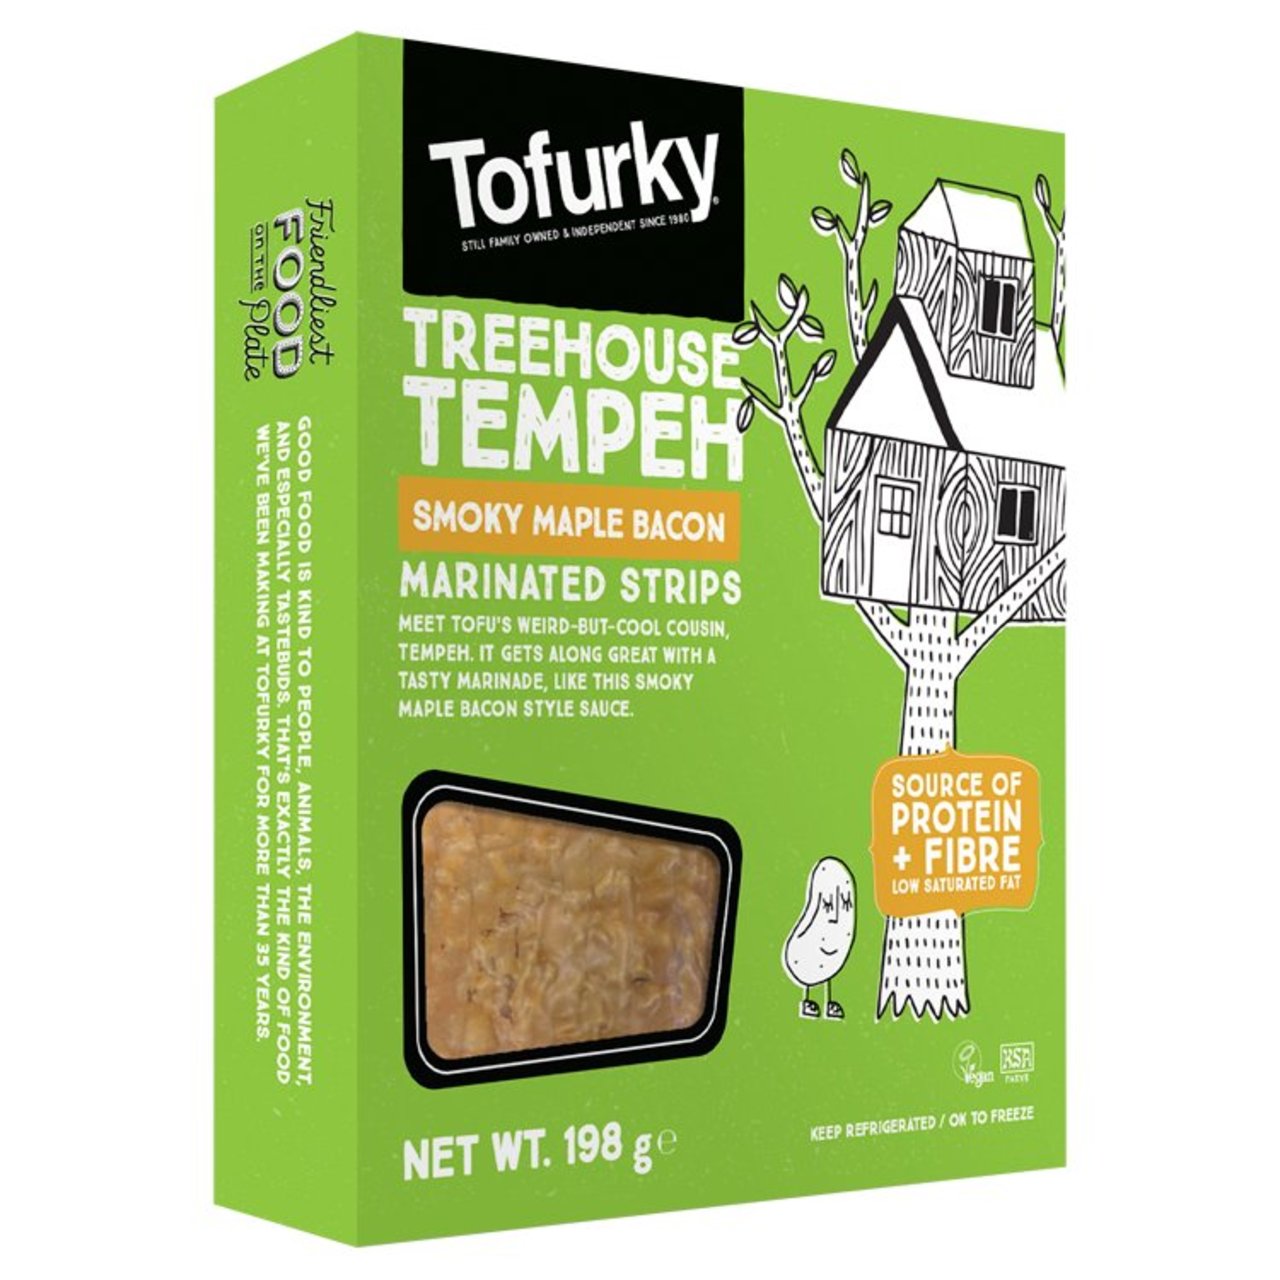 Tofurky®
STILL FAMILY OWNED & INDEPENDENT SINCE 1980
TREEHOUSE
TEMPEH
SMOKY MAPLE BACON
MARINATED STRIPS
MEET TOFU'S WEIRD-BUT-COOL COUSIN,
TEMPEH. IT GETS ALONG GREAT WITH A
TASTY MARINADE, LIKE THIS SMOKY
MAPLE BACON STYLE SAUCE.
SOURCE OF
PROTEIN
+ FIBRE
LOW SATURATED FAT
Vegan
KSA
PARVE
KEEP REFRIGERATED / OK TO FREEZE
NET WT. 198 g e
Friendliest
FOOD
on THE Plate
GOOD FOOD IS KIND TO PEOPLE, ANIMALS, THE ENVIRONMENT,
AND ESPECIALLY TASTEBUDS. THAT'S EXACTLY THE KIND OF FOOD
WE'VE BEEN MAKING AT TOFURKY FOR MORE THAN 35 YEARS.